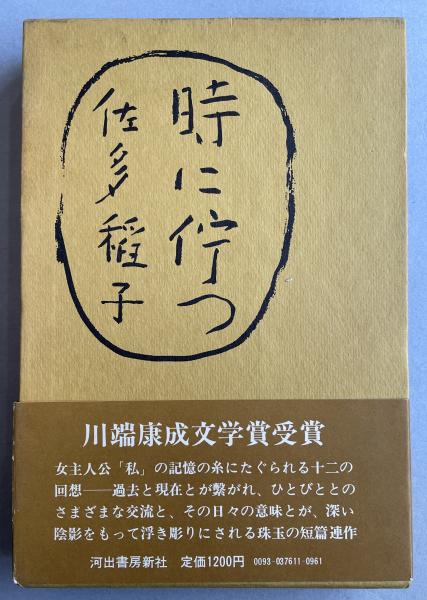 時に佇つ
佐多稲子
川端康成文学賞受賞
女主人公「私」の記憶の糸にたぐられる十二の
回想――過去と現在とが繋がれ、ひとびととの
さまざまな交流と、その日々の意味とが、深い
陰影をもって浮き彫りにされる珠玉の短篇連作
河出書房新社 定価1200円 0093-037611-0961